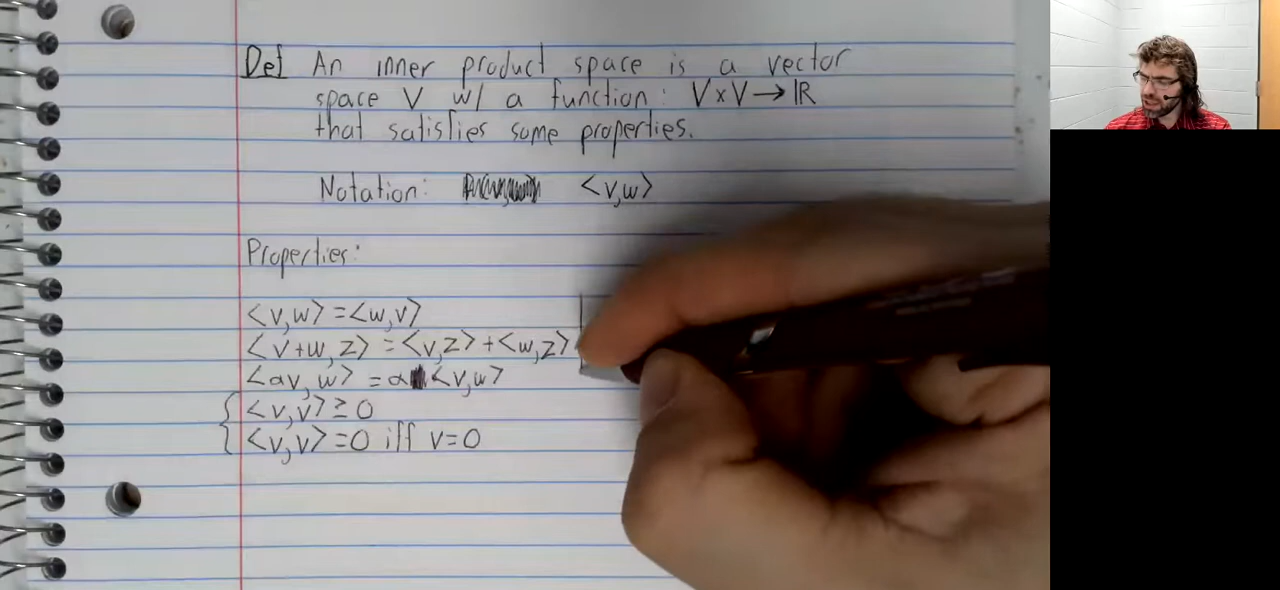 Def An inner product space is a vector
space V w/ a function: V×V→ℝ
that satisfies some properties.
Notation: <v,w>
Properties:
<v,w> =<w,v>
<v+w,z> =<v,z>+<w,z>
<αv,w> =α<v,w>
<v,v> ≥ 0
<v,v> =0 iff v=0